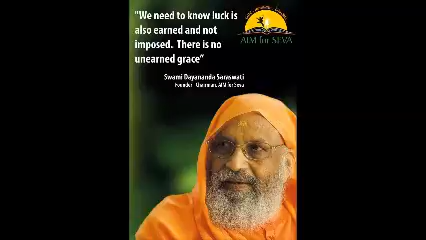 "We need to know luck is
also earned and not
imposed. There is no
unearned grace”
Swami Dayananda Saraswati
Founder Chairman, AIM for Seva
AIM for SEVA